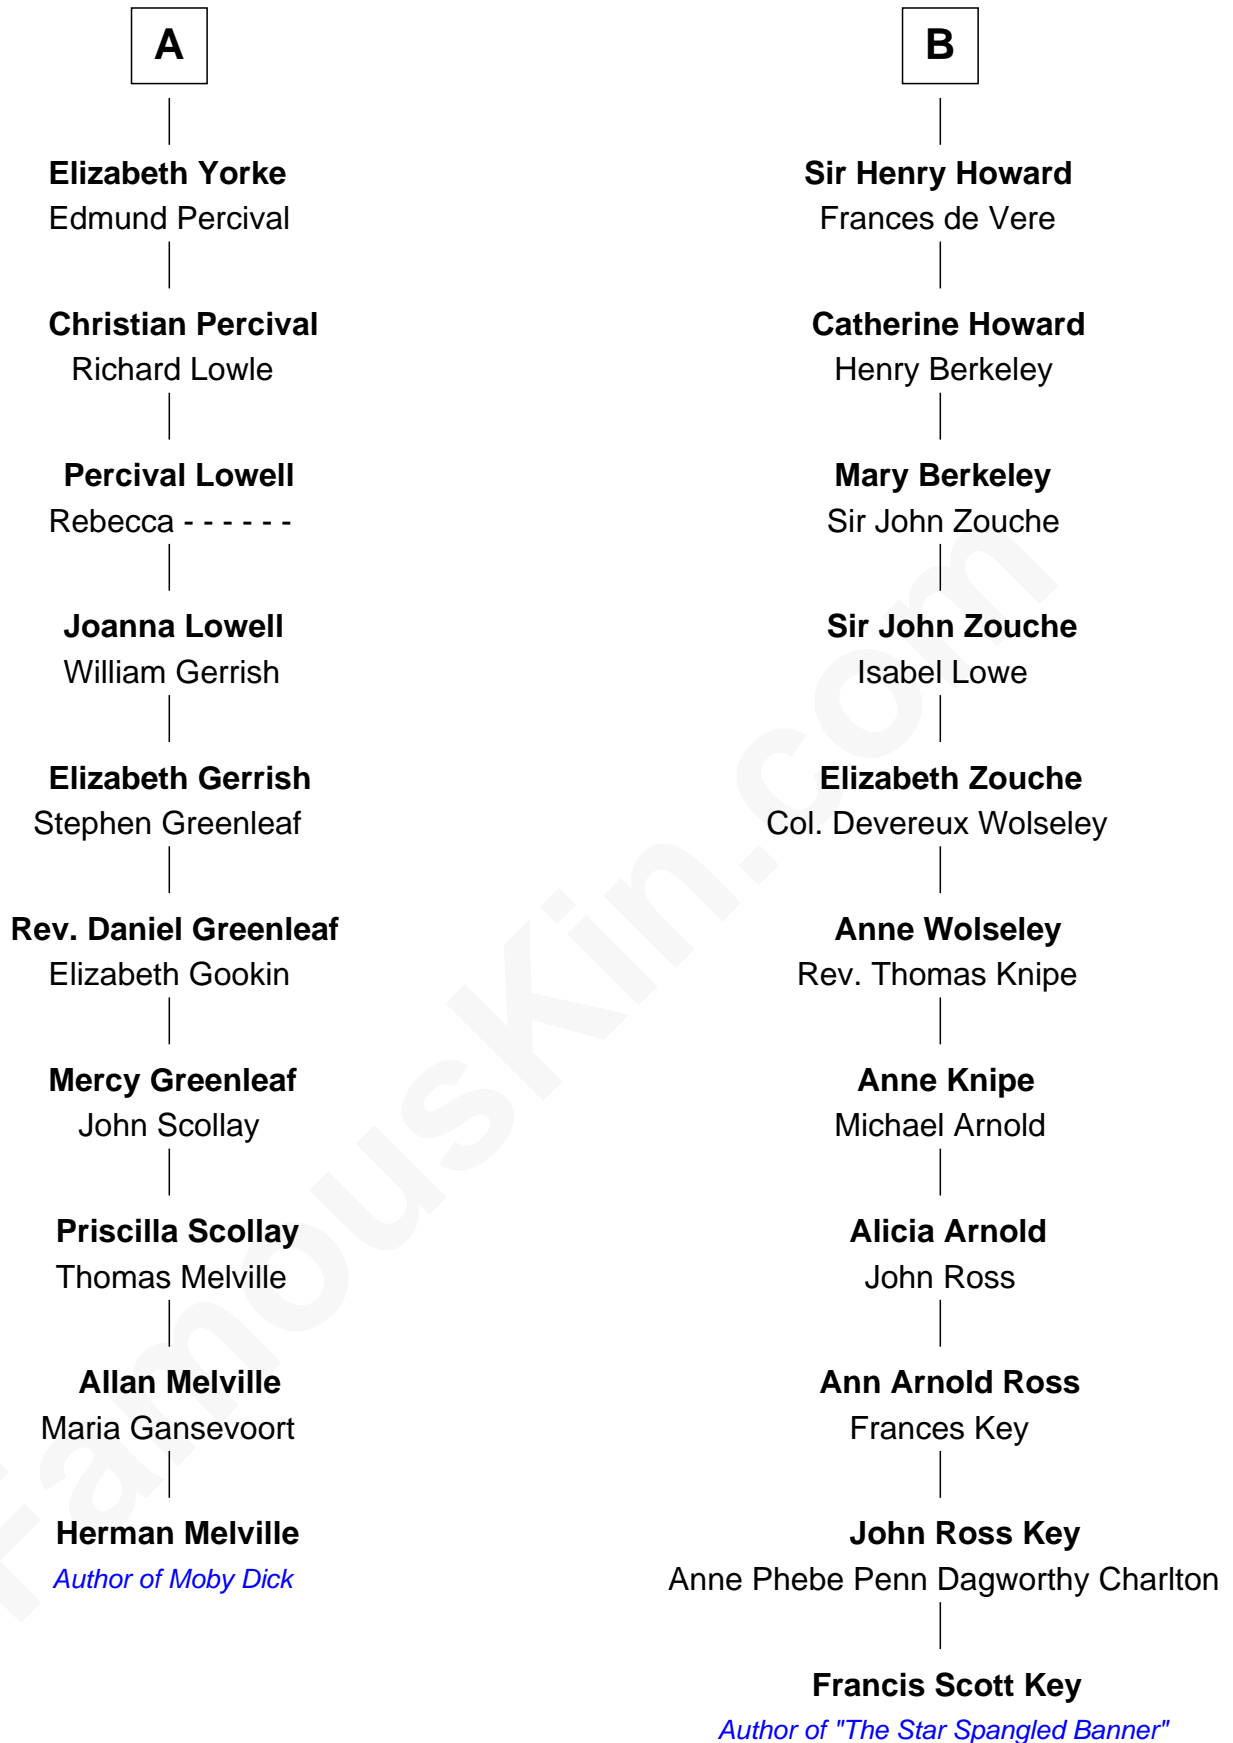 A
Elizabeth Yorke
Edmund Percival
Christian Percival
Richard Lowle
Percival Lowell
Rebecca - - - - - -
Joanna Lowell
William Gerrish
Elizabeth Gerrish
Stephen Greenleaf
Rev. Daniel Greenleaf
Elizabeth Gookin
Mercy Greenleaf
John Scollay
Priscilla Scollay
Thomas Melville
Allan Melville
Maria Gansevoort
Herman Melville
Author of Moby Dick
B
Sir Henry Howard
Frances de Vere
Catherine Howard
Henry Berkeley
Mary Berkeley
Sir John Zouche
Sir John Zouche
Isabel Lowe
Elizabeth Zouche
Col. Devereux Wolseley
Anne Wolseley
Rev. Thomas Knipe
Anne Knipe
Michael Arnold
Alicia Arnold
John Ross
Ann Arnold Ross
Frances Key
John Ross Key
Anne Phebe Penn Dagworthy Charlton
Francis Scott Key
Author of "The Star Spangled Banner"
FamousKin.com